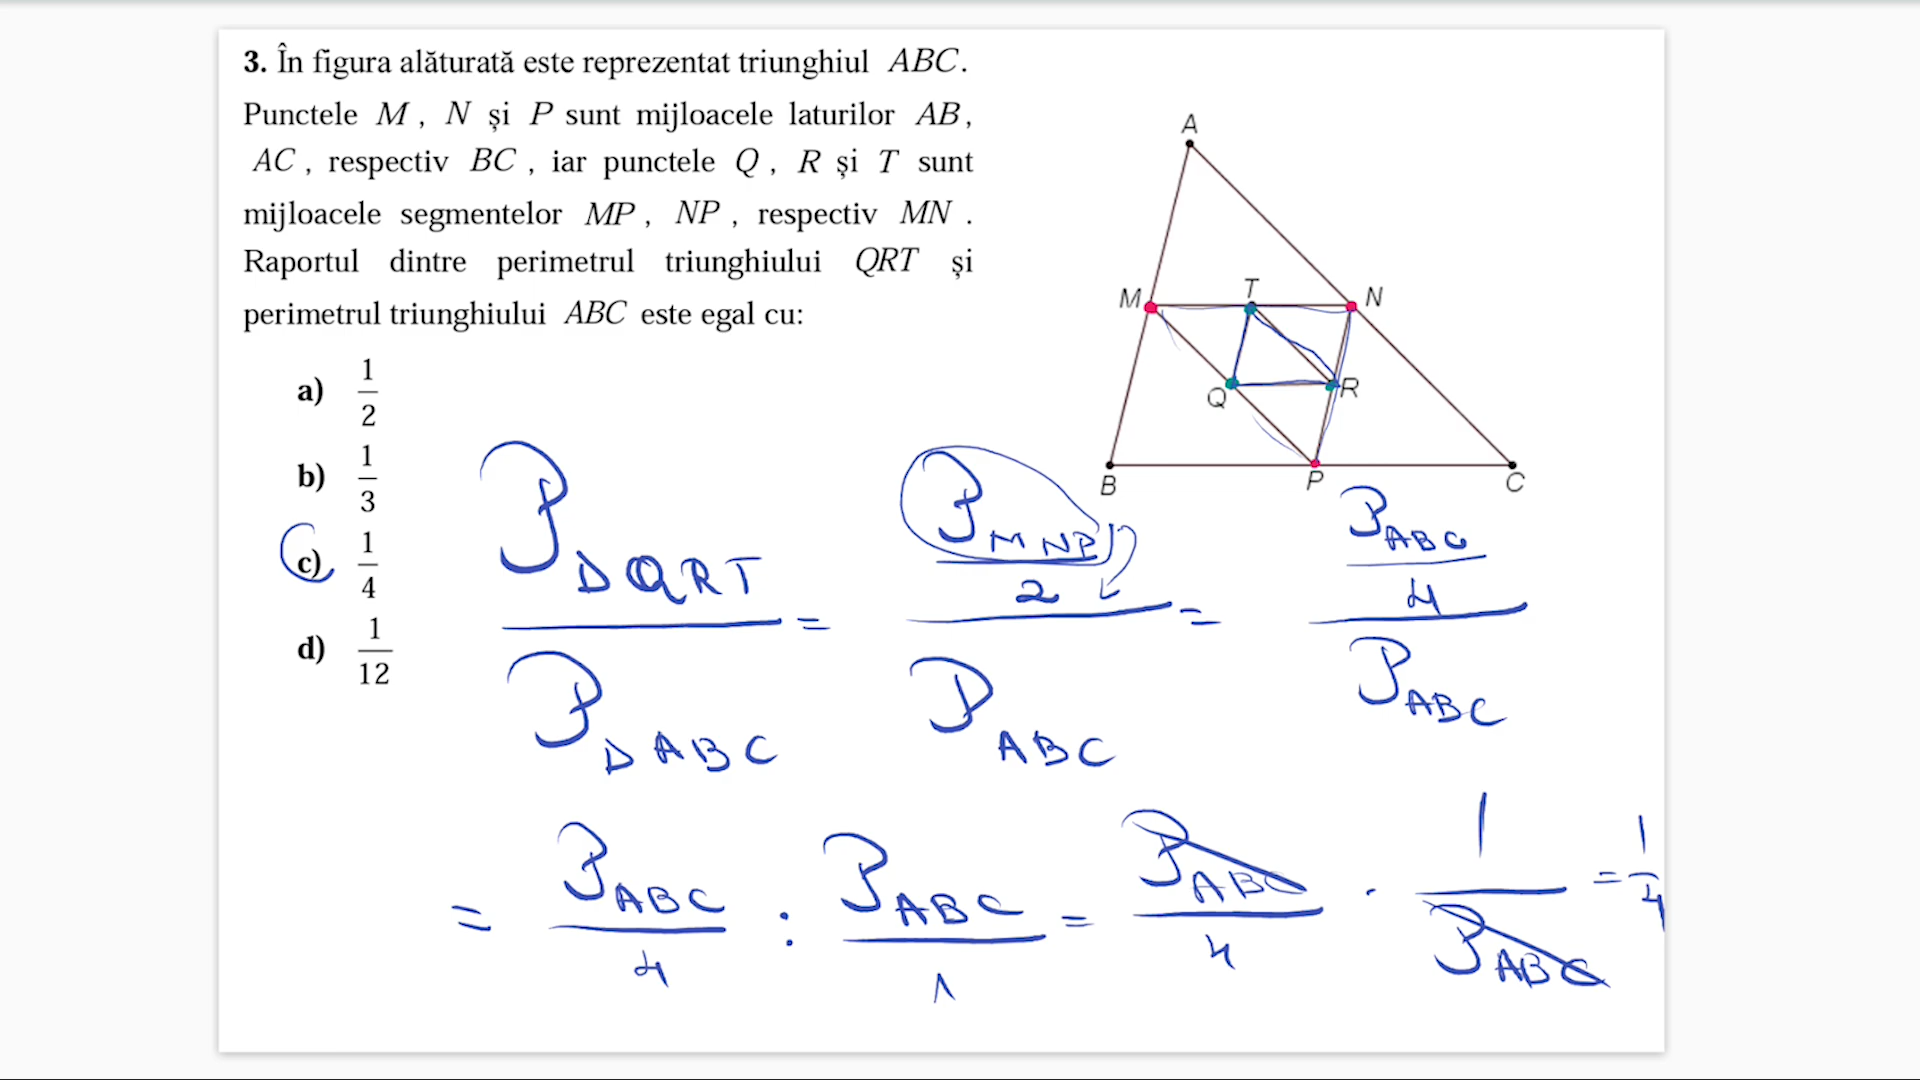 3. În figura alăturată este reprezentat triunghiul ABC.
Punctele M, N și P sunt mijloacele laturilor AB,
AC, respectiv BC, iar punctele Q, R și T sunt
mijloacele segmentelor MP, NP, respectiv MN.
Raportul dintre perimetrul triunghiului QRT și
perimetrul triunghiului ABC este egal cu:
a) 1/2
b) 1/3
c) 1/4
d) 1/12
A
M T N
Q R
B P C
P ΔQRT / P ΔABC = (P MNP / 2) / P ABC = (P ABC / 4) / P ABC
= P ABC / 4 : P ABC / 1 = P ABC / 4 · 1 / P ABC = 1/4